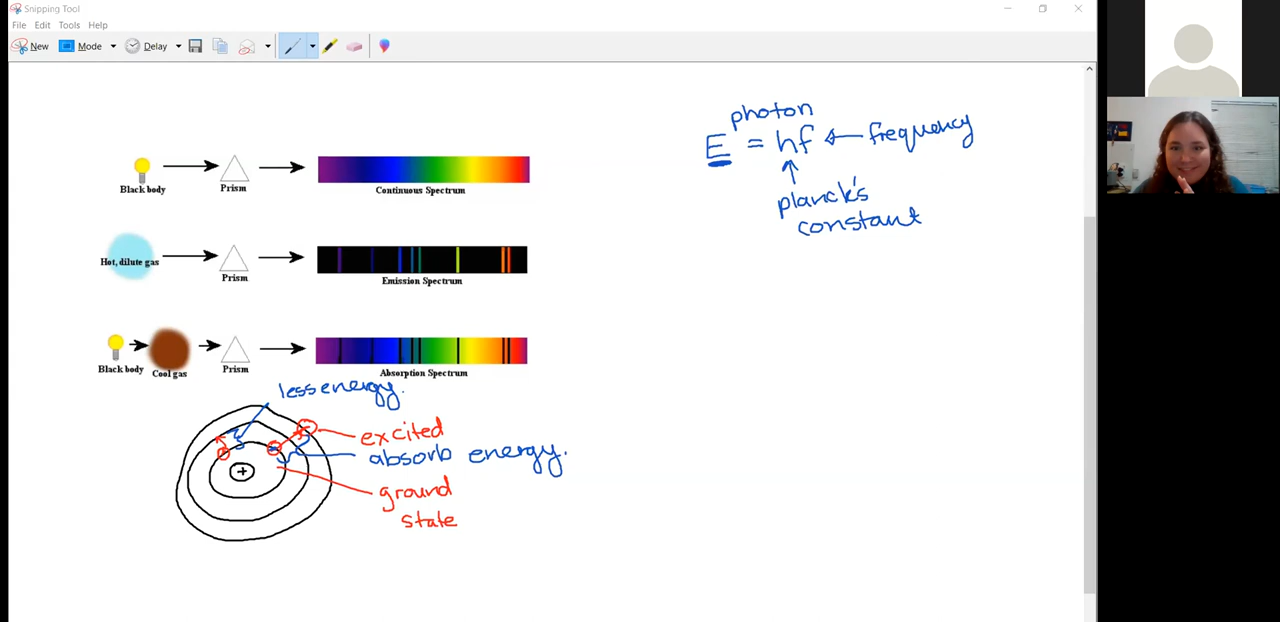 Snipping Tool
File Edit Tools Help
New Mode Delay
photon
E = hf ← frequency
planck's
constant
Black body
Prism
Continuous Spectrum
Hot, dilute gas
Prism
Emission Spectrum
Black body
Cool gas
Prism
Absorption Spectrum
less energy.
excited
absorb energy.
+
ground
state